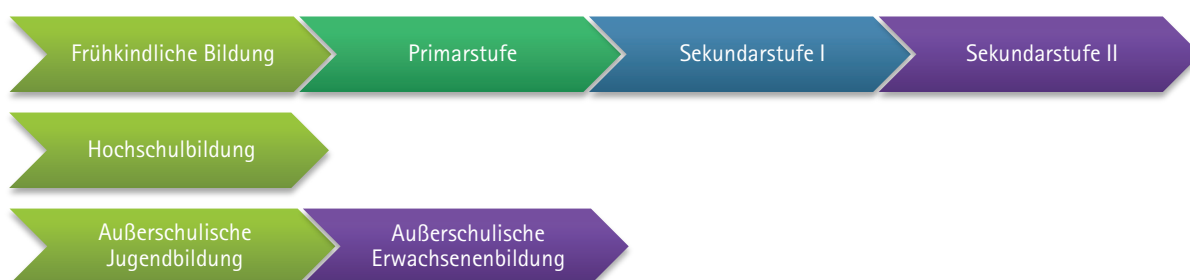 Frühkindliche Bildung
Primarstufe
Sekundarstufe I
Sekundarstufe II
Hochschulbildung
Außerschulische
Jugendbildung
Außerschulische
Erwachsenenbildung